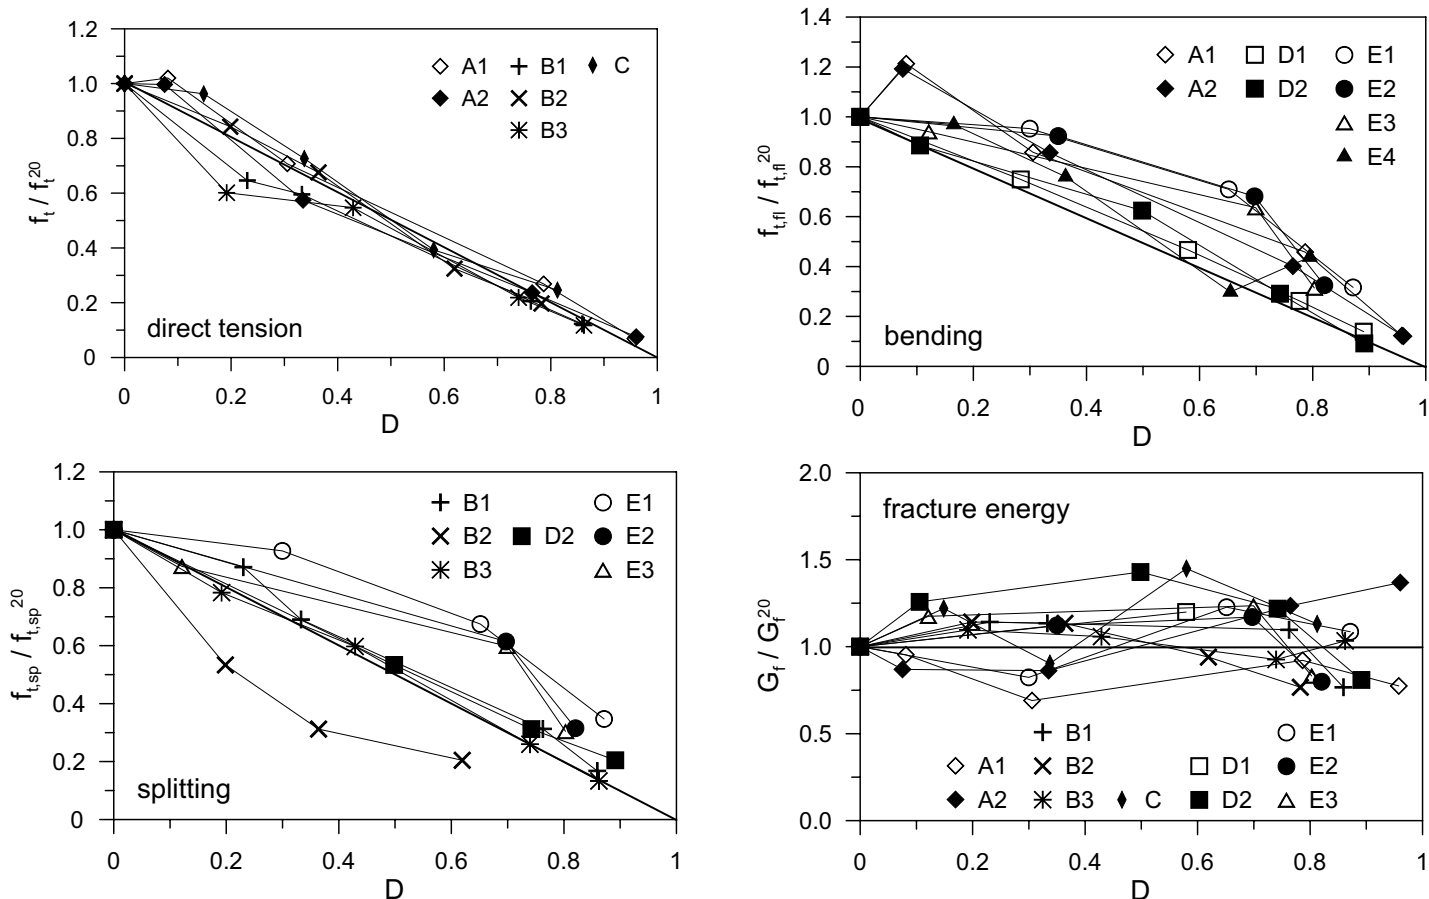 1.2
1.0
0.8
0.6
0.4
0.2
0
f_t / f_t^20
A1 B1 C
A2 B2
B3
direct tension
0 0.2 0.4 0.6 0.8 1
D
1.4
1.2
1.0
0.8
0.6
0.4
0.2
0
f_t,fl / f_t,fl^20
A1 D1 E1
A2 D2 E2
E3
E4
bending
0 0.2 0.4 0.6 0.8 1
D
1.2
1.0
0.8
0.6
0.4
0.2
0
f_t,sp / f_t,sp^20
B1 E1
B2 D2 E2
B3 E3
splitting
0 0.2 0.4 0.6 0.8 1
D
2.0
1.5
1.0
0.5
0.0
G_f / G_f^20
fracture energy
B1 E1
A1 B2 D1 E2
A2 B3 C D2 E3
0 0.2 0.4 0.6 0.8 1
D